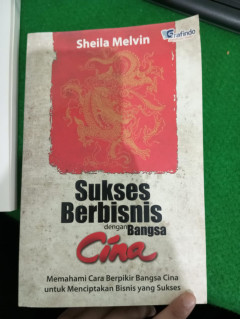 Sheila Melvin
Grafindo
Sukses
Berbisnis
dengan Bangsa
Cina
Memahami Cara Berpikir Bangsa Cina
untuk Menciptakan Bisnis yang Sukses